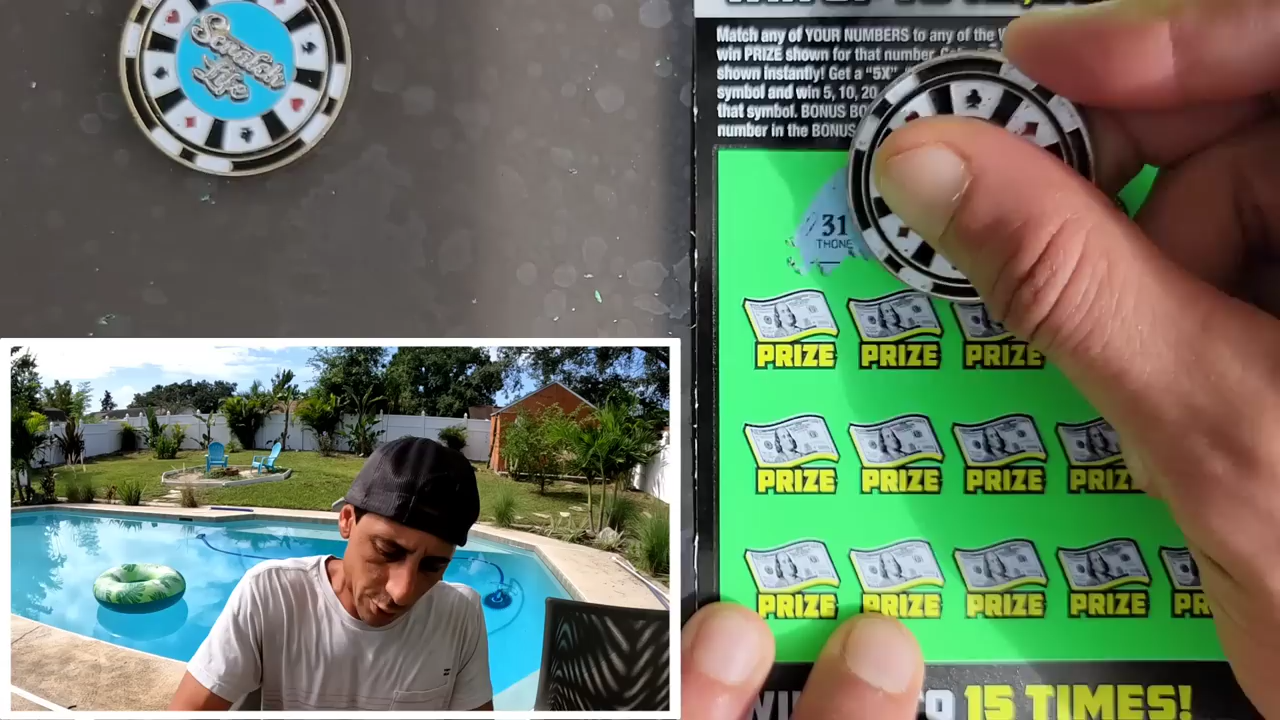 Scratch
Life
Match any of YOUR NUMBERS to any of the
win PRIZE shown for that number.
shown instantly! Get a "5X"
symbol and win 5, 10, 20
that symbol. BONUS
number in the BONUS
31
PRIZE PRIZE PRIZE
PRIZE PRIZE PRIZE PRIZE
PRIZE PRIZE PRIZE PRIZE
15 TIMES!